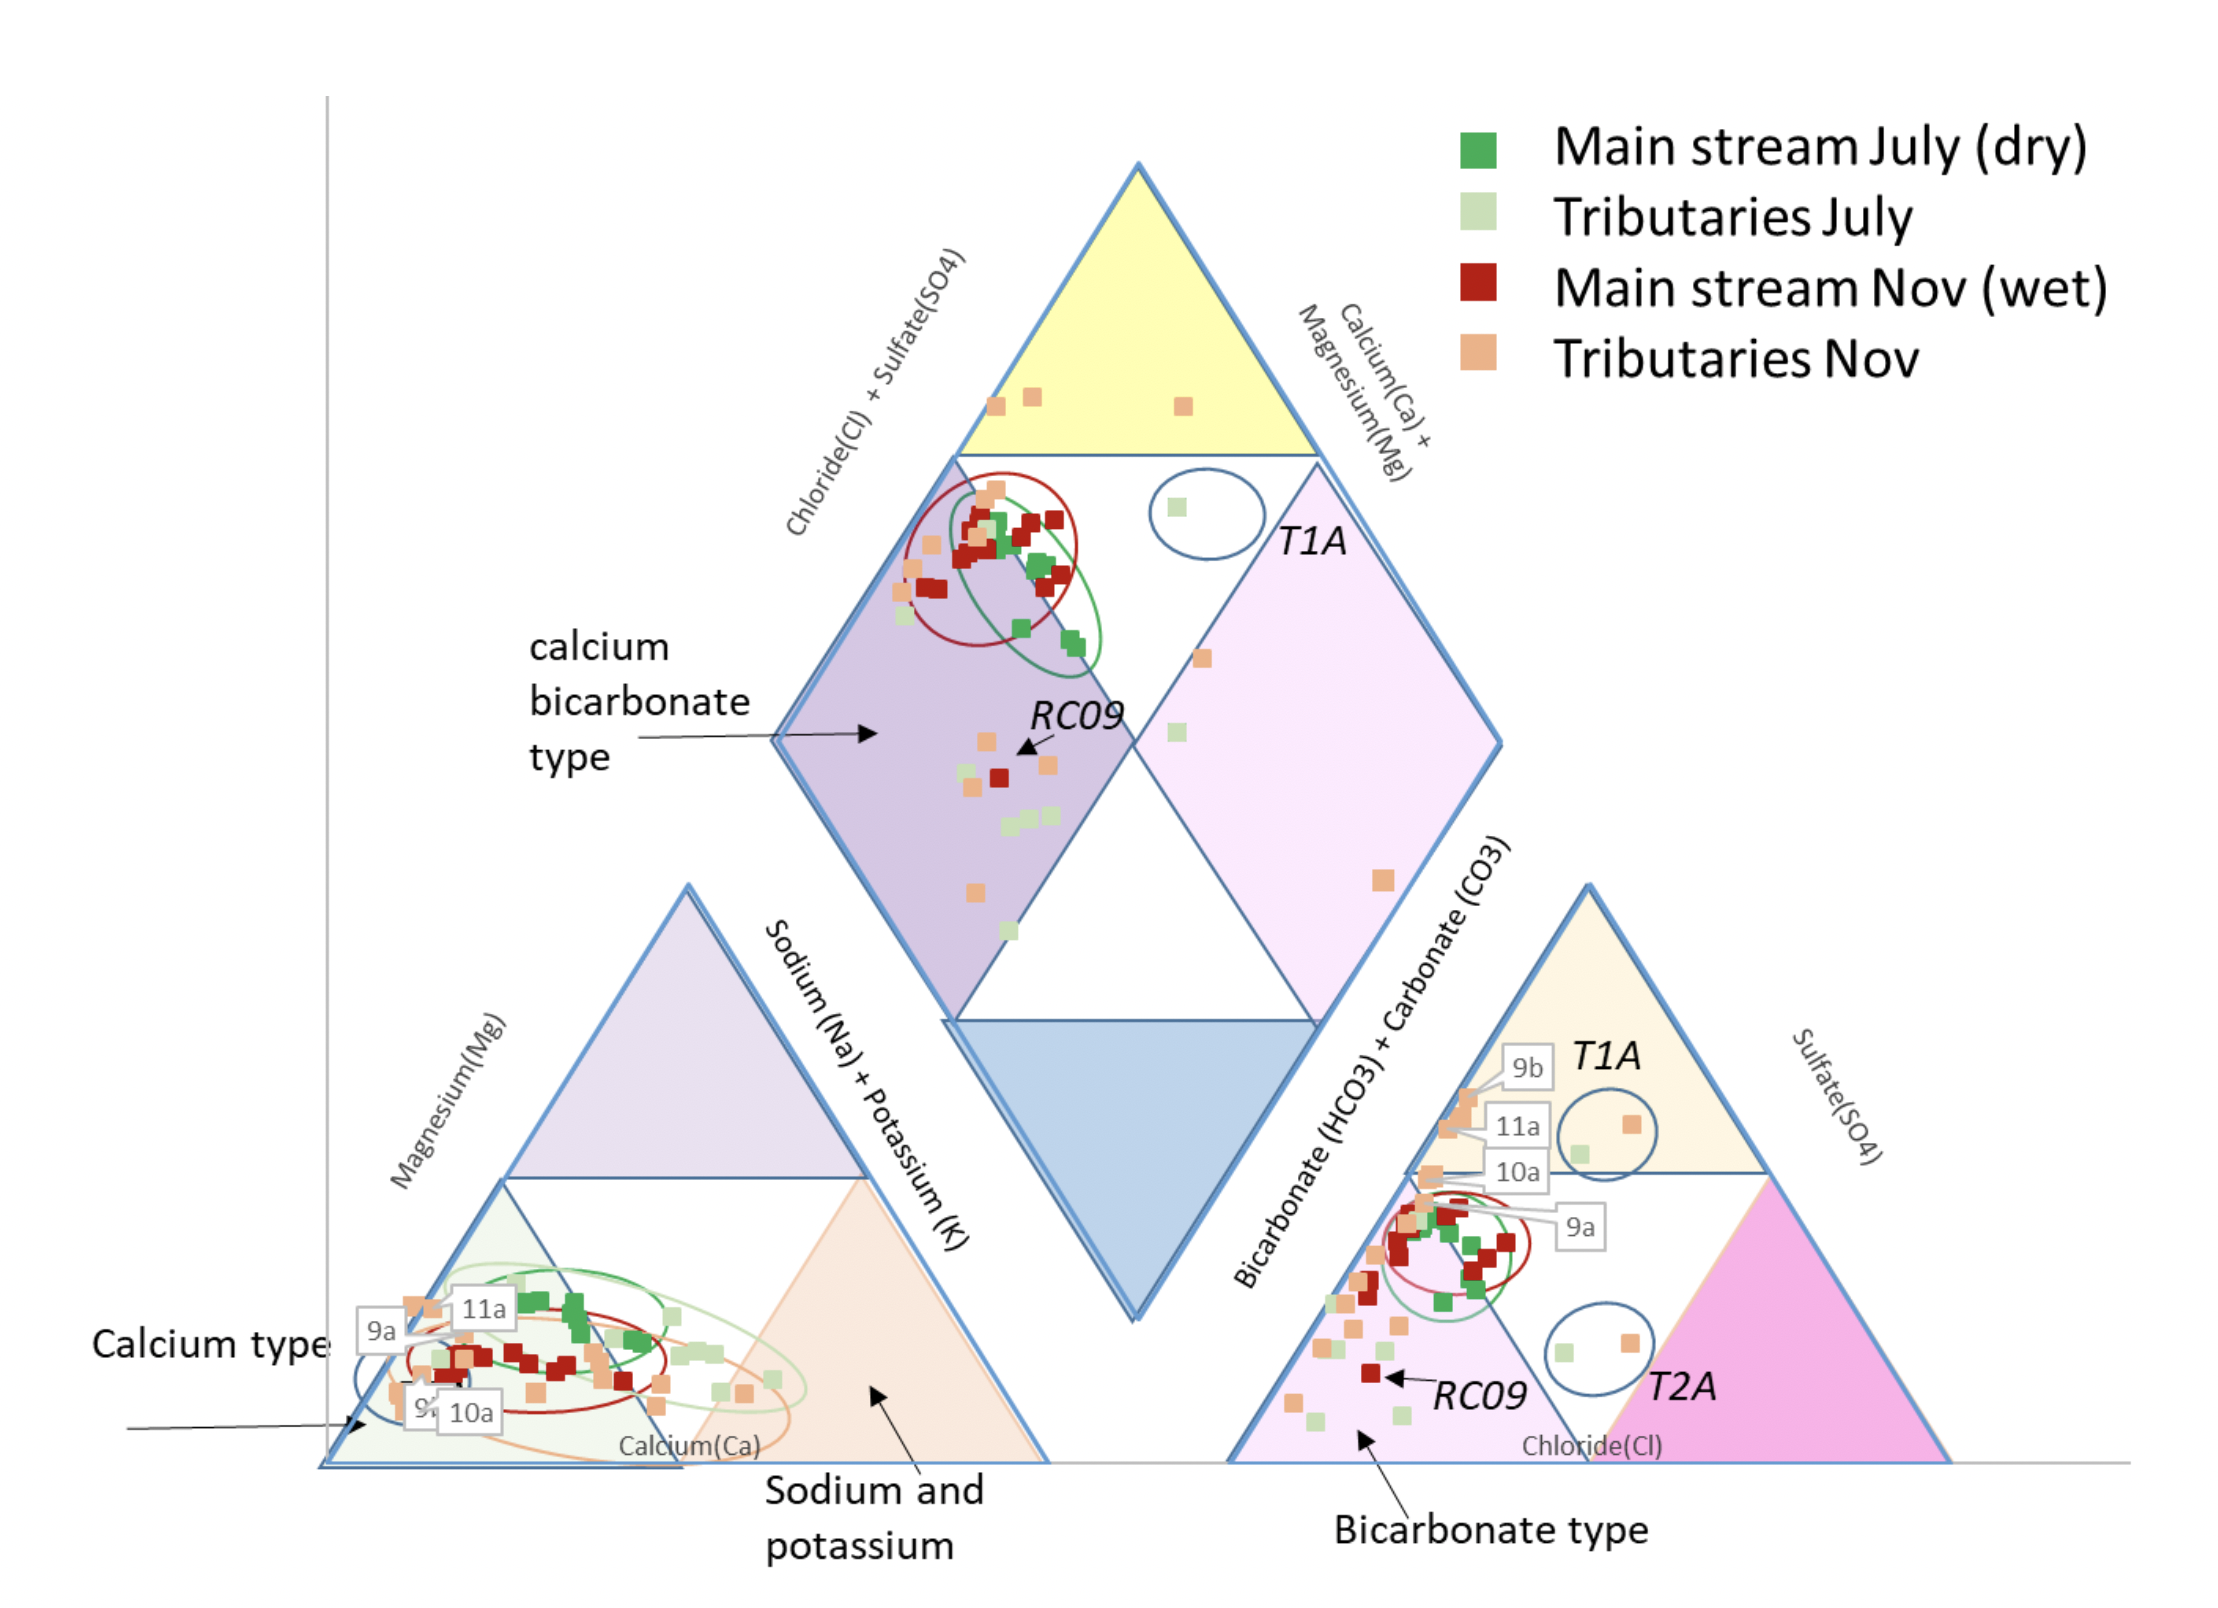 Main stream July (dry)
Tributaries July
Main stream Nov (wet)
Tributaries Nov
Chloride(Cl) + Sulfate(SO4)
Calcium(Ca) +
Magnesium(Mg)
T1A
calcium
bicarbonate
type
RC09
Magnesium(Mg)
Sodium (Na) + Potassium (K)
Bicarbonate (HCO3) + Carbonate (CO3)
Sulfate(SO4)
T1A
9b
11a
10a
9a
11a
9a
Calcium type
10a
RC09
T2A
Calcium(Ca)
Chloride(Cl)
Sodium and
potassium
Bicarbonate type